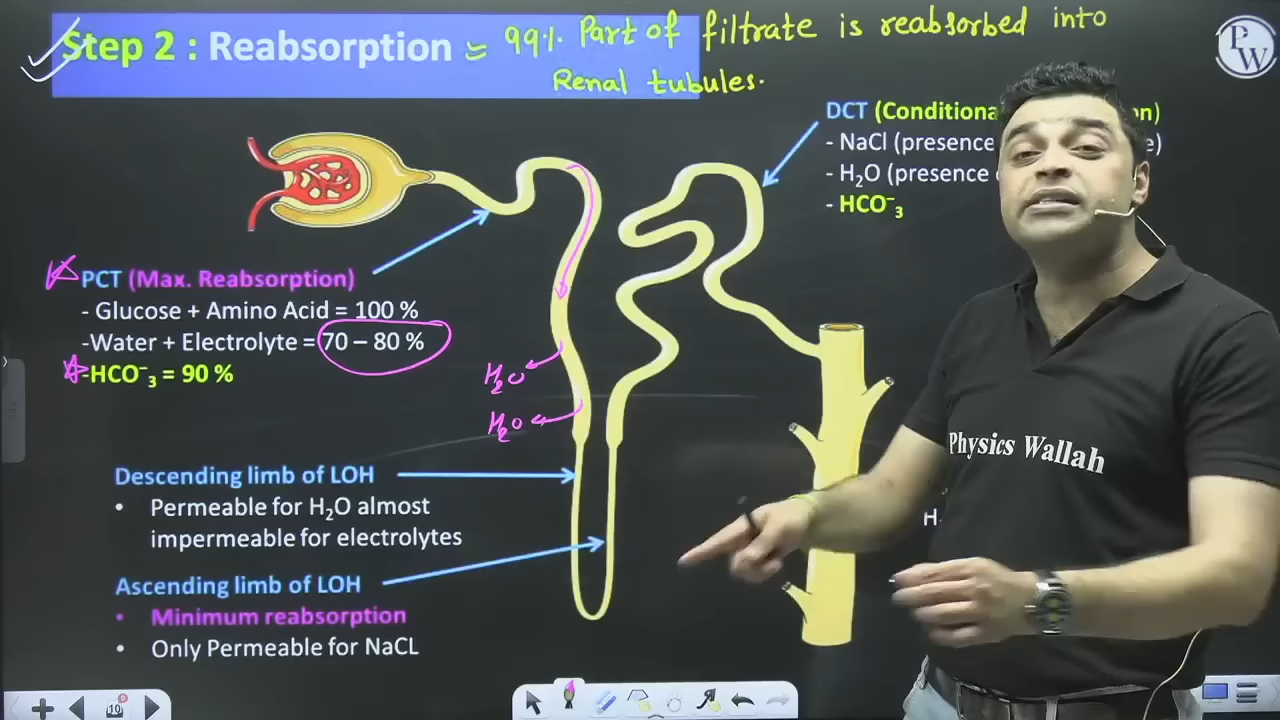 Step 2 : Reabsorption = 99% Part of filtrate is reabsorbed into
Renal tubules.
PW
DCT (Conditional
- NaCl (presence
- H₂O (presence
- HCO⁻₃
PCT (Max. Reabsorption)
- Glucose + Amino Acid = 100 %
-Water + Electrolyte = 70 – 80 %
-HCO⁻₃ = 90 %
H₂O
H₂O
Physics Wallah
Descending limb of LOH
• Permeable for H₂O almost
impermeable for electrolytes
Ascending limb of LOH
• Minimum reabsorption
• Only Permeable for NaCL
10